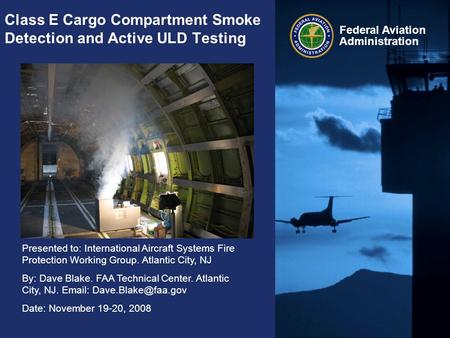 Class E Cargo Compartment Smoke
Detection and Active ULD Testing
Federal Aviation
Administration
Presented to: International Aircraft Systems Fire
Protection Working Group. Atlantic City, NJ
By: Dave Blake. FAA Technical Center. Atlantic
City, NJ. Email: Dave.Blake@faa.gov
Date: November 19-20, 2008